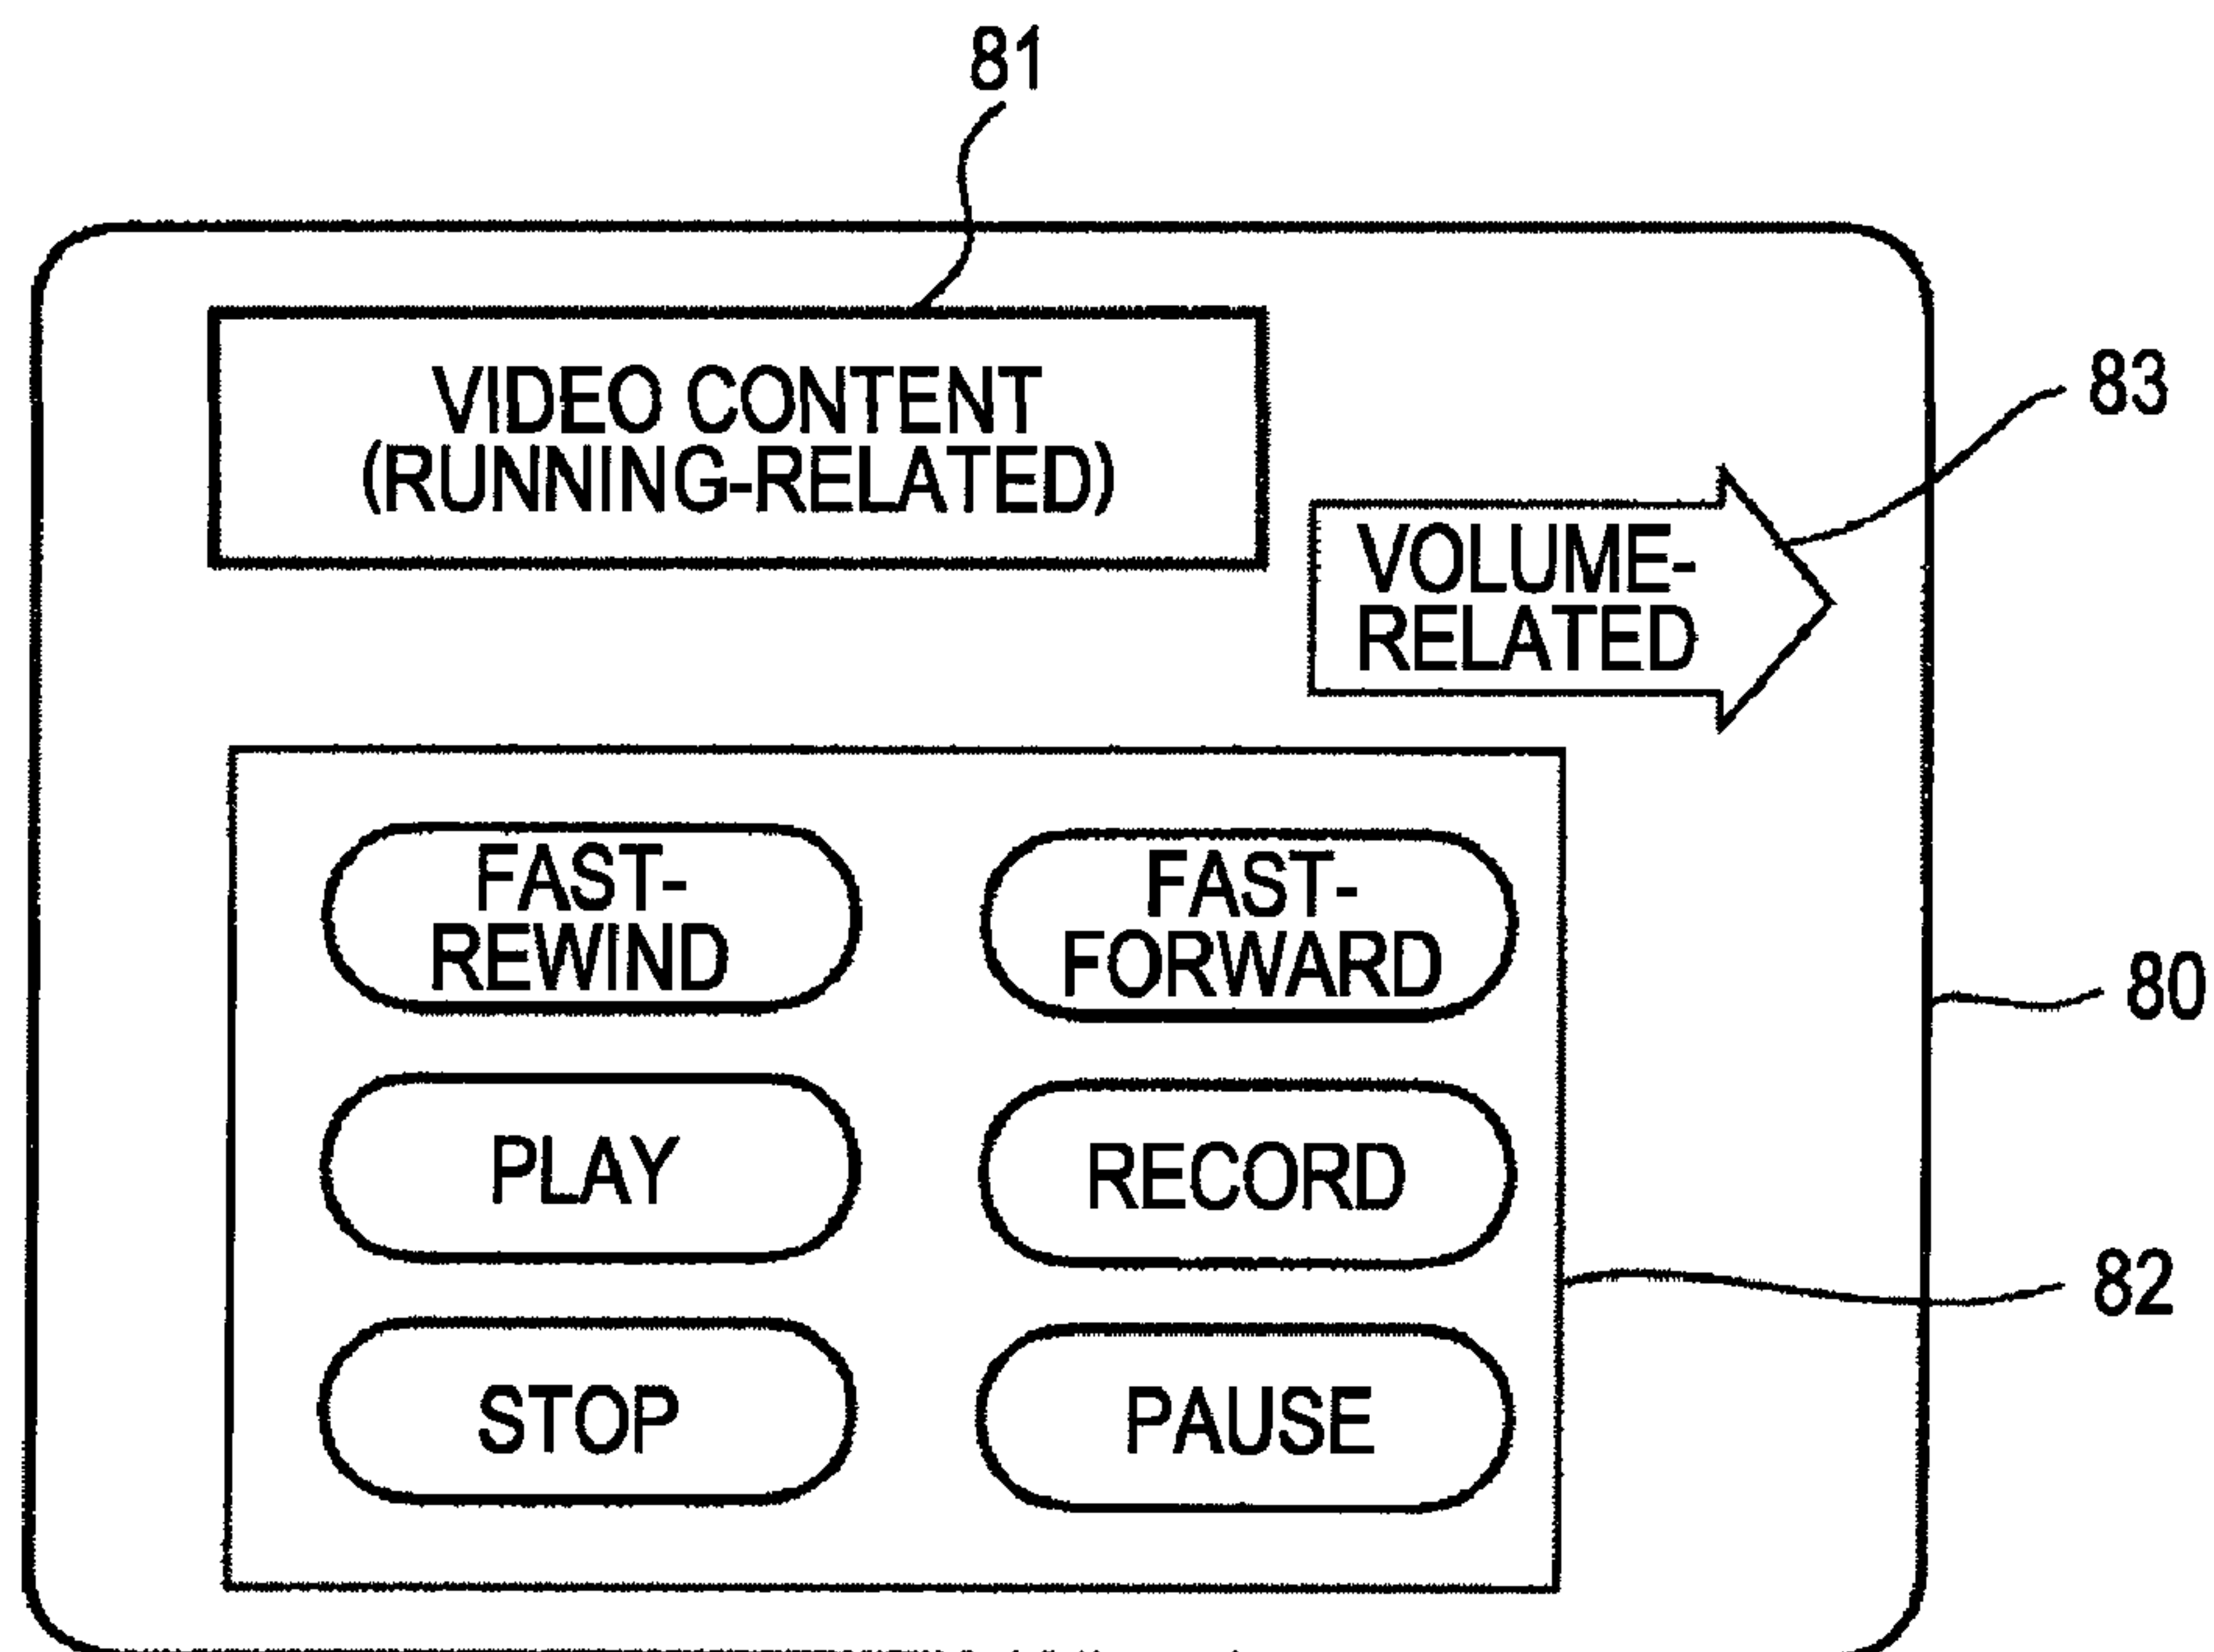 81
VIDEO CONTENT
(RUNNING-RELATED)
83
VOLUME-
RELATED
FAST-
REWIND
FAST-
FORWARD
80
PLAY
RECORD
82
STOP
PAUSE